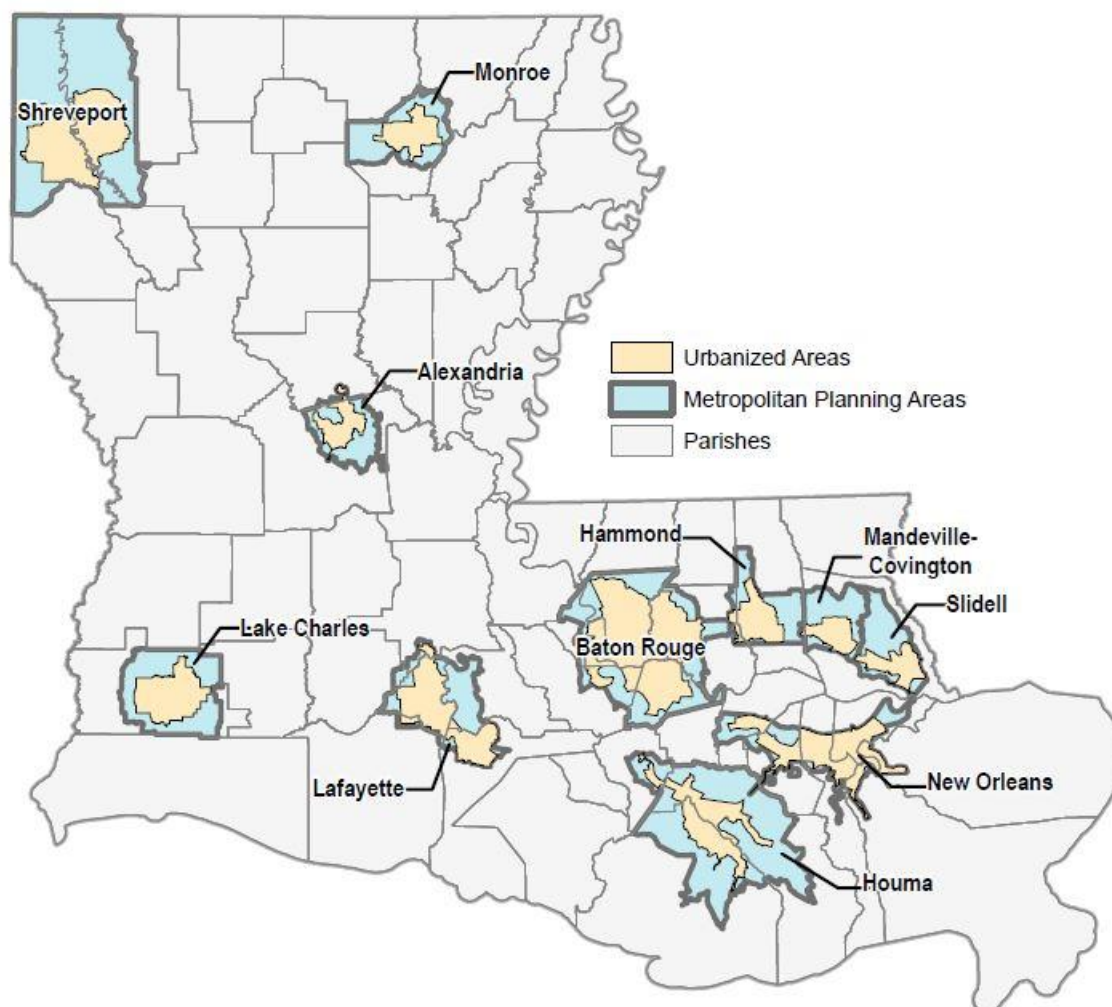 Monroe
Shreveport
Alexandria
Urbanized Areas
Metropolitan Planning Areas
Parishes
Hammond
Mandeville-
Covington
Slidell
Lake Charles
Baton Rouge
Lafayette
New Orleans
Houma